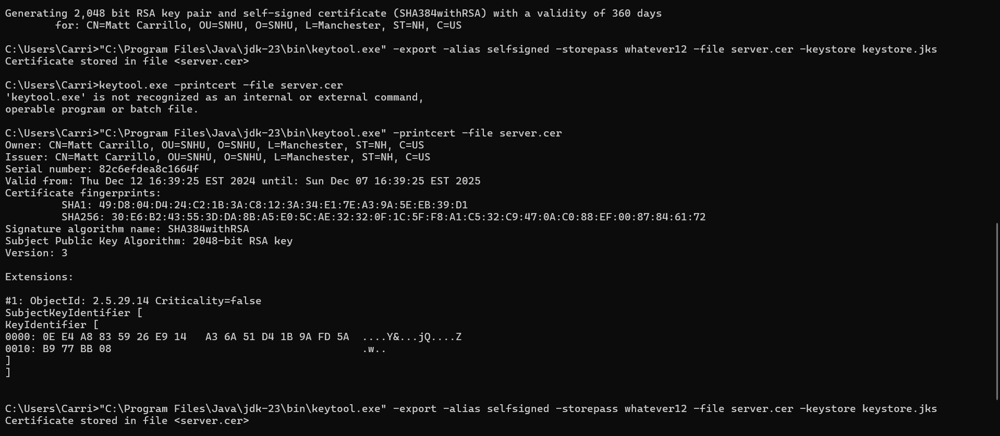 Generating 2,048 bit RSA key pair and self-signed certificate (SHA384withRSA) with a validity of 360 days
        for: CN=Matt Carrillo, OU=SNHU, O=SNHU, L=Manchester, ST=NH, C=US
C:\Users\Carri>"C:\Program Files\Java\jdk-23\bin\keytool.exe" -export -alias selfsigned -storepass whatever12 -file server.cer -keystore keystore.jks
Certificate stored in file <server.cer>
C:\Users\Carri>keytool.exe -printcert -file server.cer
'keytool.exe' is not recognized as an internal or external command,
operable program or batch file.
C:\Users\Carri>"C:\Program Files\Java\jdk-23\bin\keytool.exe" -printcert -file server.cer
Owner: CN=Matt Carrillo, OU=SNHU, O=SNHU, L=Manchester, ST=NH, C=US
Issuer: CN=Matt Carrillo, OU=SNHU, O=SNHU, L=Manchester, ST=NH, C=US
Serial number: 82c6efdea8c1664f
Valid from: Thu Dec 12 16:39:25 EST 2024 until: Sun Dec 07 16:39:25 EST 2025
Certificate fingerprints:
         SHA1: 49:D8:04:D4:24:C2:1B:3A:C8:12:3A:34:E1:7E:A3:9A:5E:EB:39:D1
         SHA256: 30:E6:B2:43:55:3D:DA:8B:A5:E0:5C:AE:32:32:0F:1C:5F:F8:A1:C5:32:C9:47:0A:C0:88:EF:00:87:84:61:72
Signature algorithm name: SHA384withRSA
Subject Public Key Algorithm: 2048-bit RSA key
Version: 3
Extensions:
#1: ObjectId: 2.5.29.14 Criticality=false
SubjectKeyIdentifier [
KeyIdentifier [
0000: 0E E4 A8 83 59 26 E9 14   A3 6A 51 D4 1B 9A FD 5A  ....Y&...jQ....Z
0010: B9 77 BB 08                                        .w..
]
]
C:\Users\Carri>"C:\Program Files\Java\jdk-23\bin\keytool.exe" -export -alias selfsigned -storepass whatever12 -file server.cer -keystore keystore.jks
Certificate stored in file <server.cer>